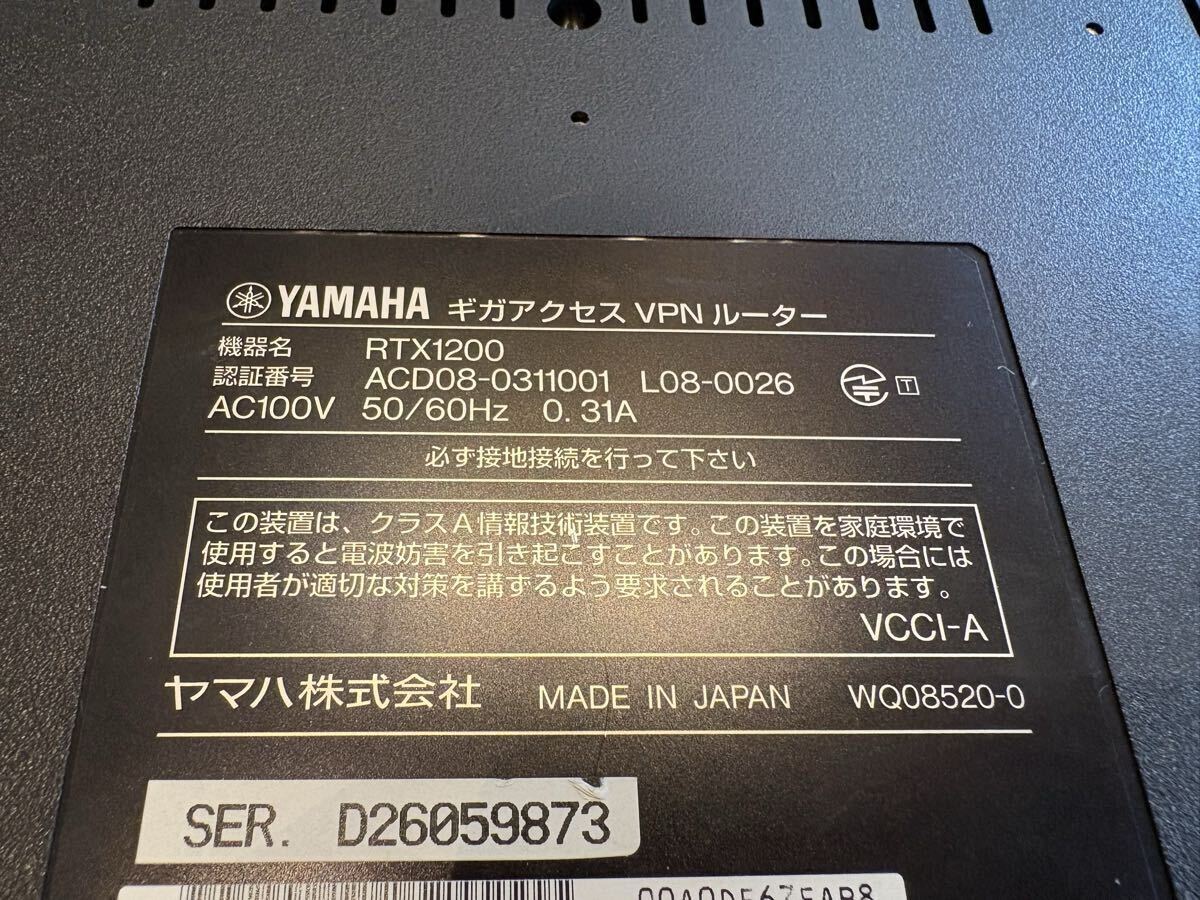 YAMAHA ギガアクセス VPN ルーター
機器名 RTX1200
認証番号 ACD08-0311001 L08-0026 T
AC100V 50/60Hz 0.31A
必ず接地接続を行って下さい
この装置は、クラスA情報技術装置です。この装置を家庭環境で
使用すると電波妨害を引き起こすことがあります。この場合には
使用者が適切な対策を講ずるよう要求されることがあります。
VCCI-A
ヤマハ株式会社 MADE IN JAPAN WQ08520-0
SER. D26059873